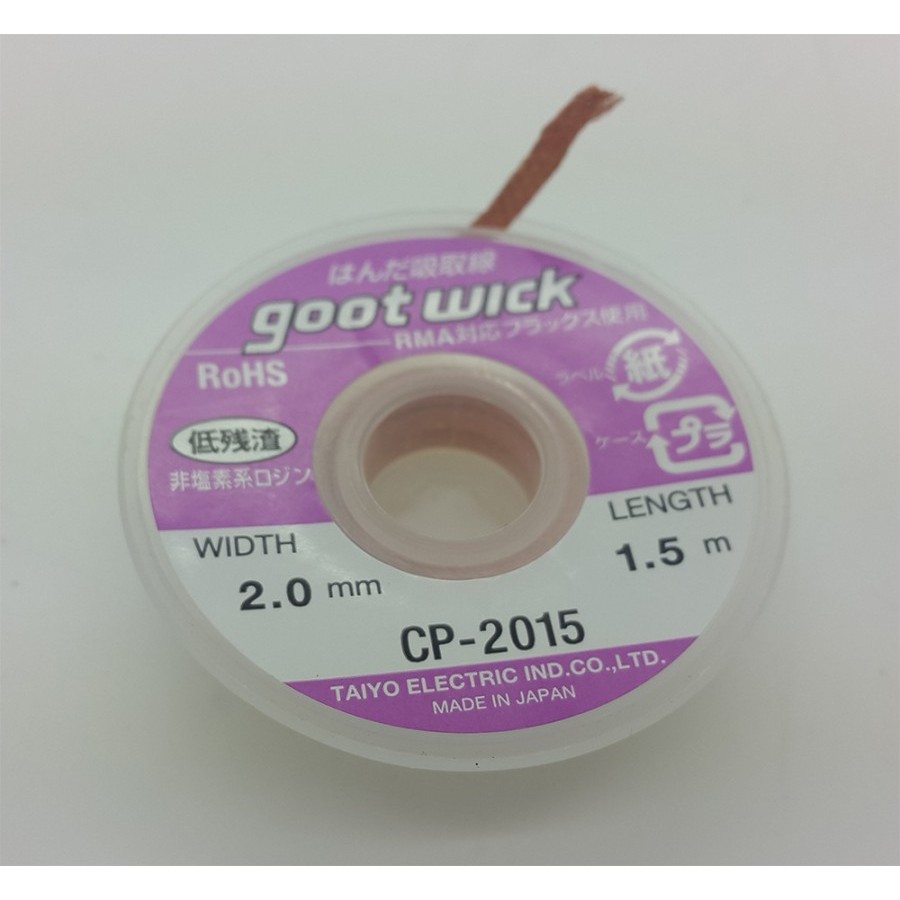 はんだ吸取線
goot wick
RMA対応フラックス使用
RoHS
ラベル 紙
低残渣
ケース プラ
非塩素系ロジン
WIDTH
2.0 mm
LENGTH
1.5 m
CP-2015
TAIYO ELECTRIC IND.CO.,LTD.
MADE IN JAPAN